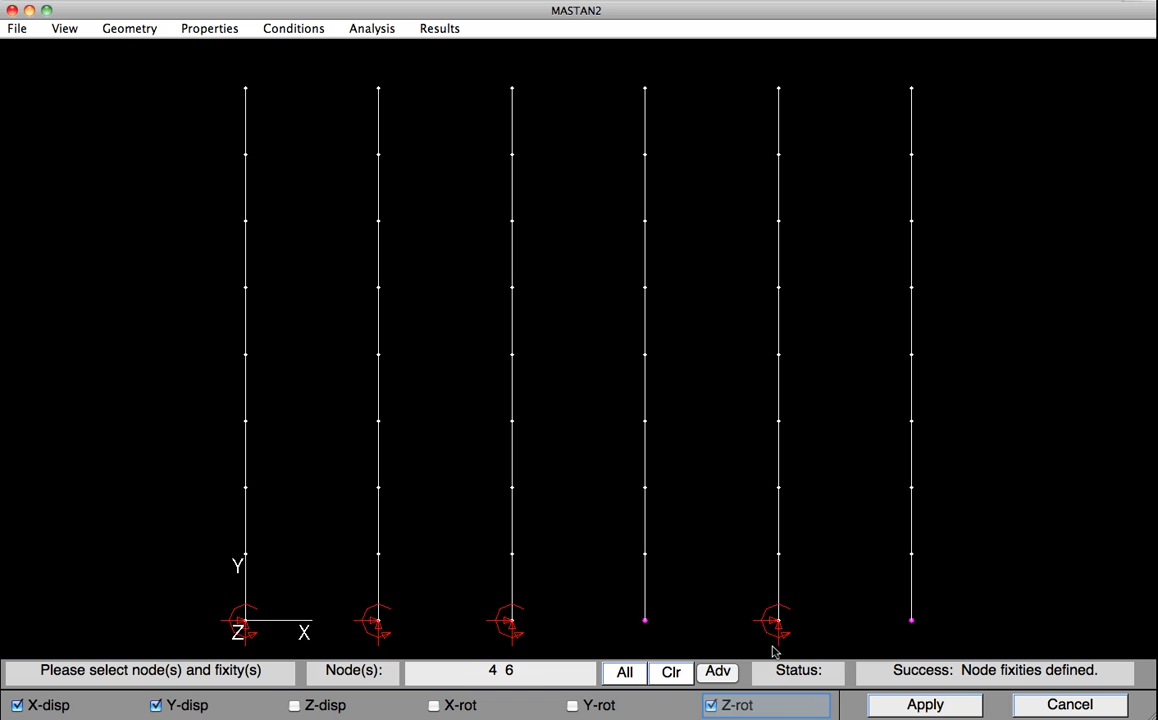 MASTAN2
File View Geometry Properties Conditions Analysis Results
Y
Z X
Please select node(s) and fixity(s) Node(s): 4 6 All Clr Adv Status: Success: Node fixities defined.
X-disp Y-disp Z-disp X-rot Y-rot Z-rot Apply Cancel